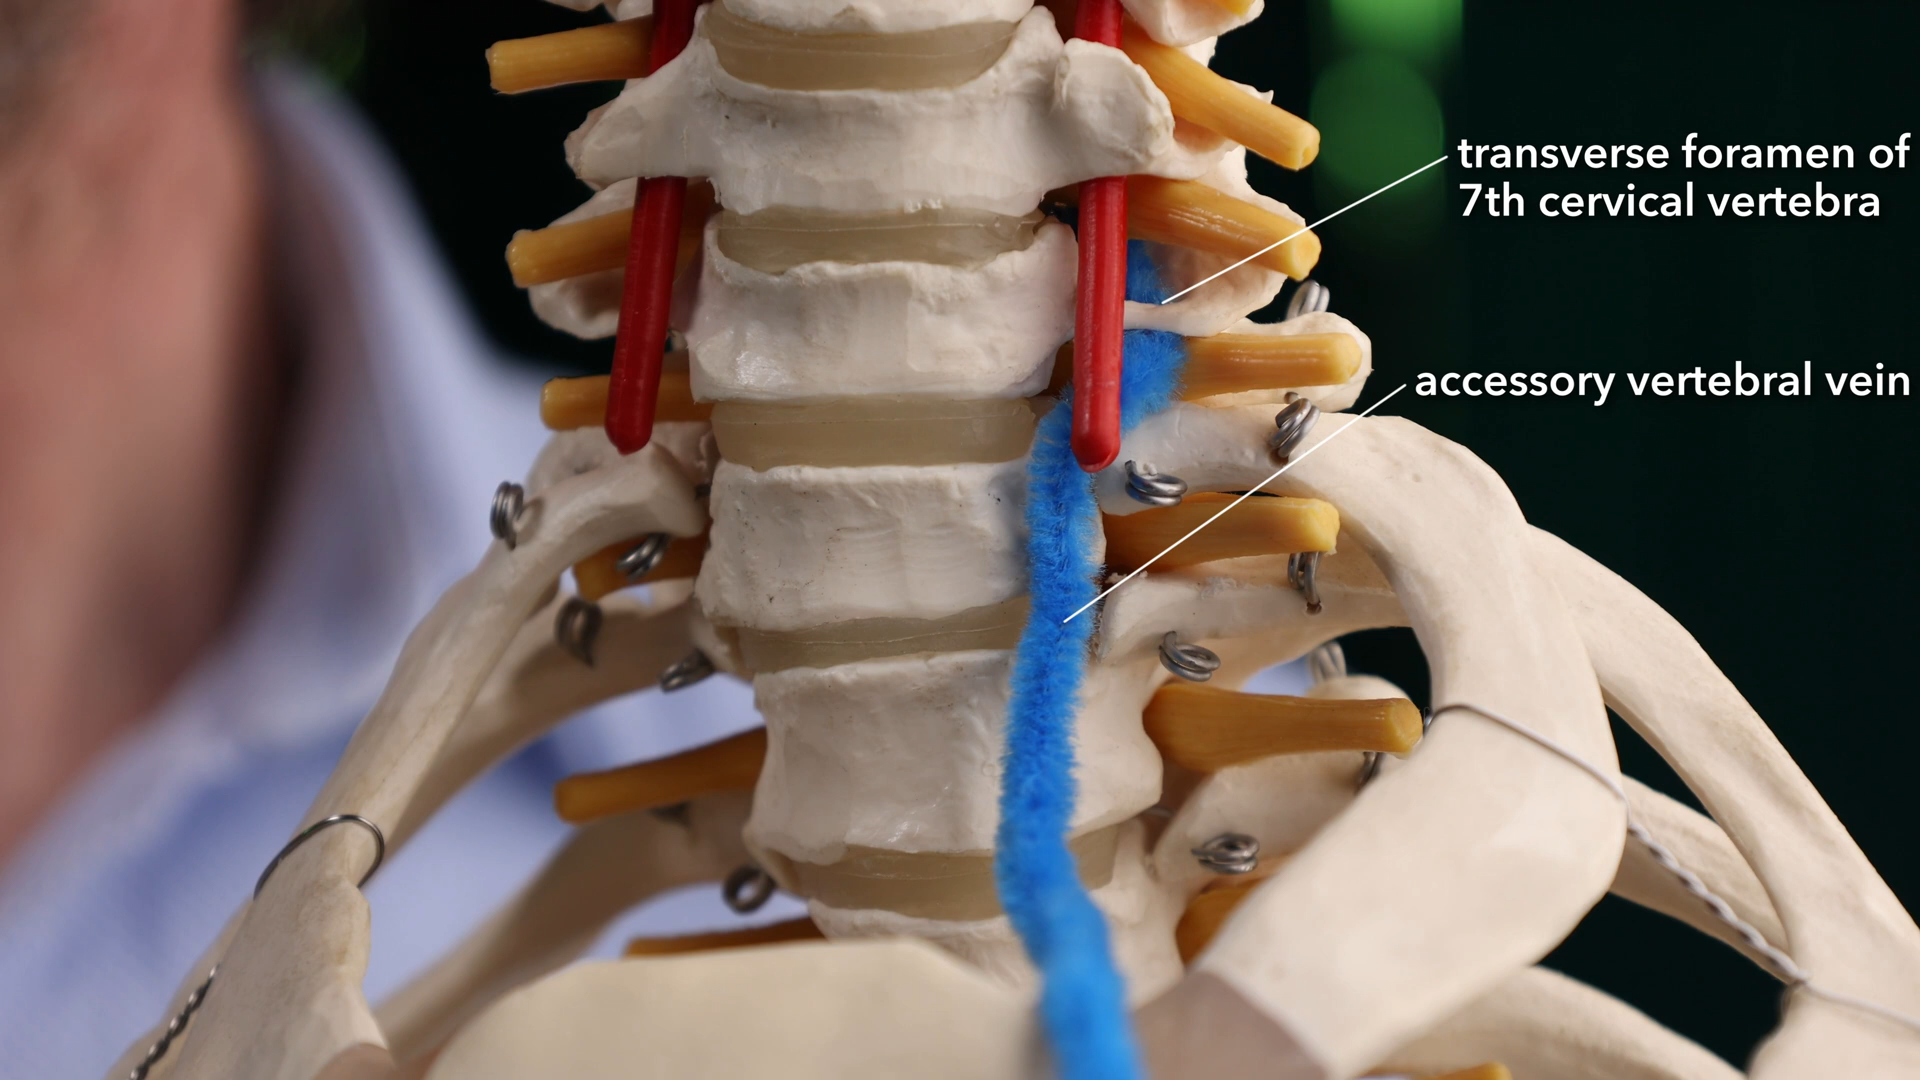 transverse foramen of
7th cervical vertebra
accessory vertebral vein